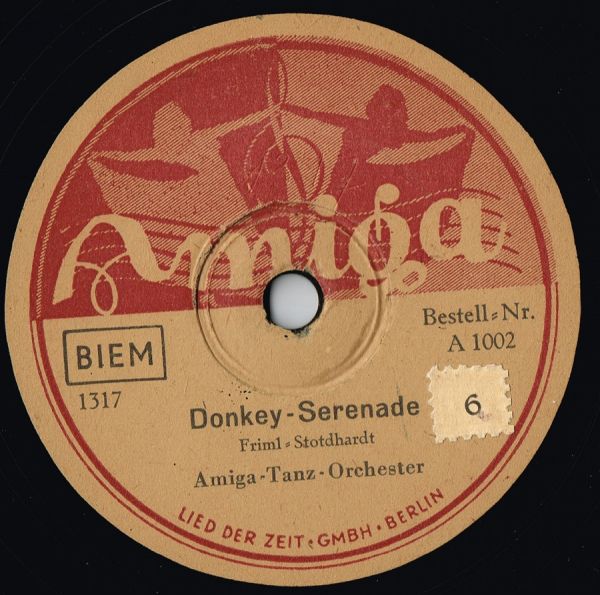 Amiga
BIEM
Bestell=Nr.
A 1002
1317
Donkey-Serenade
6
Friml=Stotdhardt
Amiga-Tanz-Orchester
LIED DER ZEIT·GMBH·BERLIN